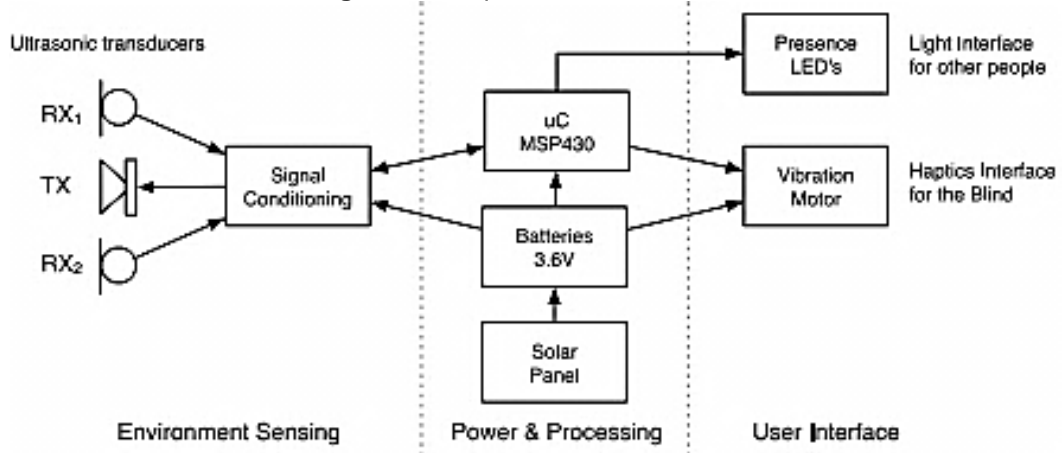 Ultrasonic transducers
RX1
TX
RX2
Signal
Conditioning
uC
MSP430
Batteries
3.6V
Solar
Panel
Presence
LED's
Light Interface
for other people
Vibration
Motor
Haptics Interface
for the Blind
Environment Sensing
Power & Processing
User Interface